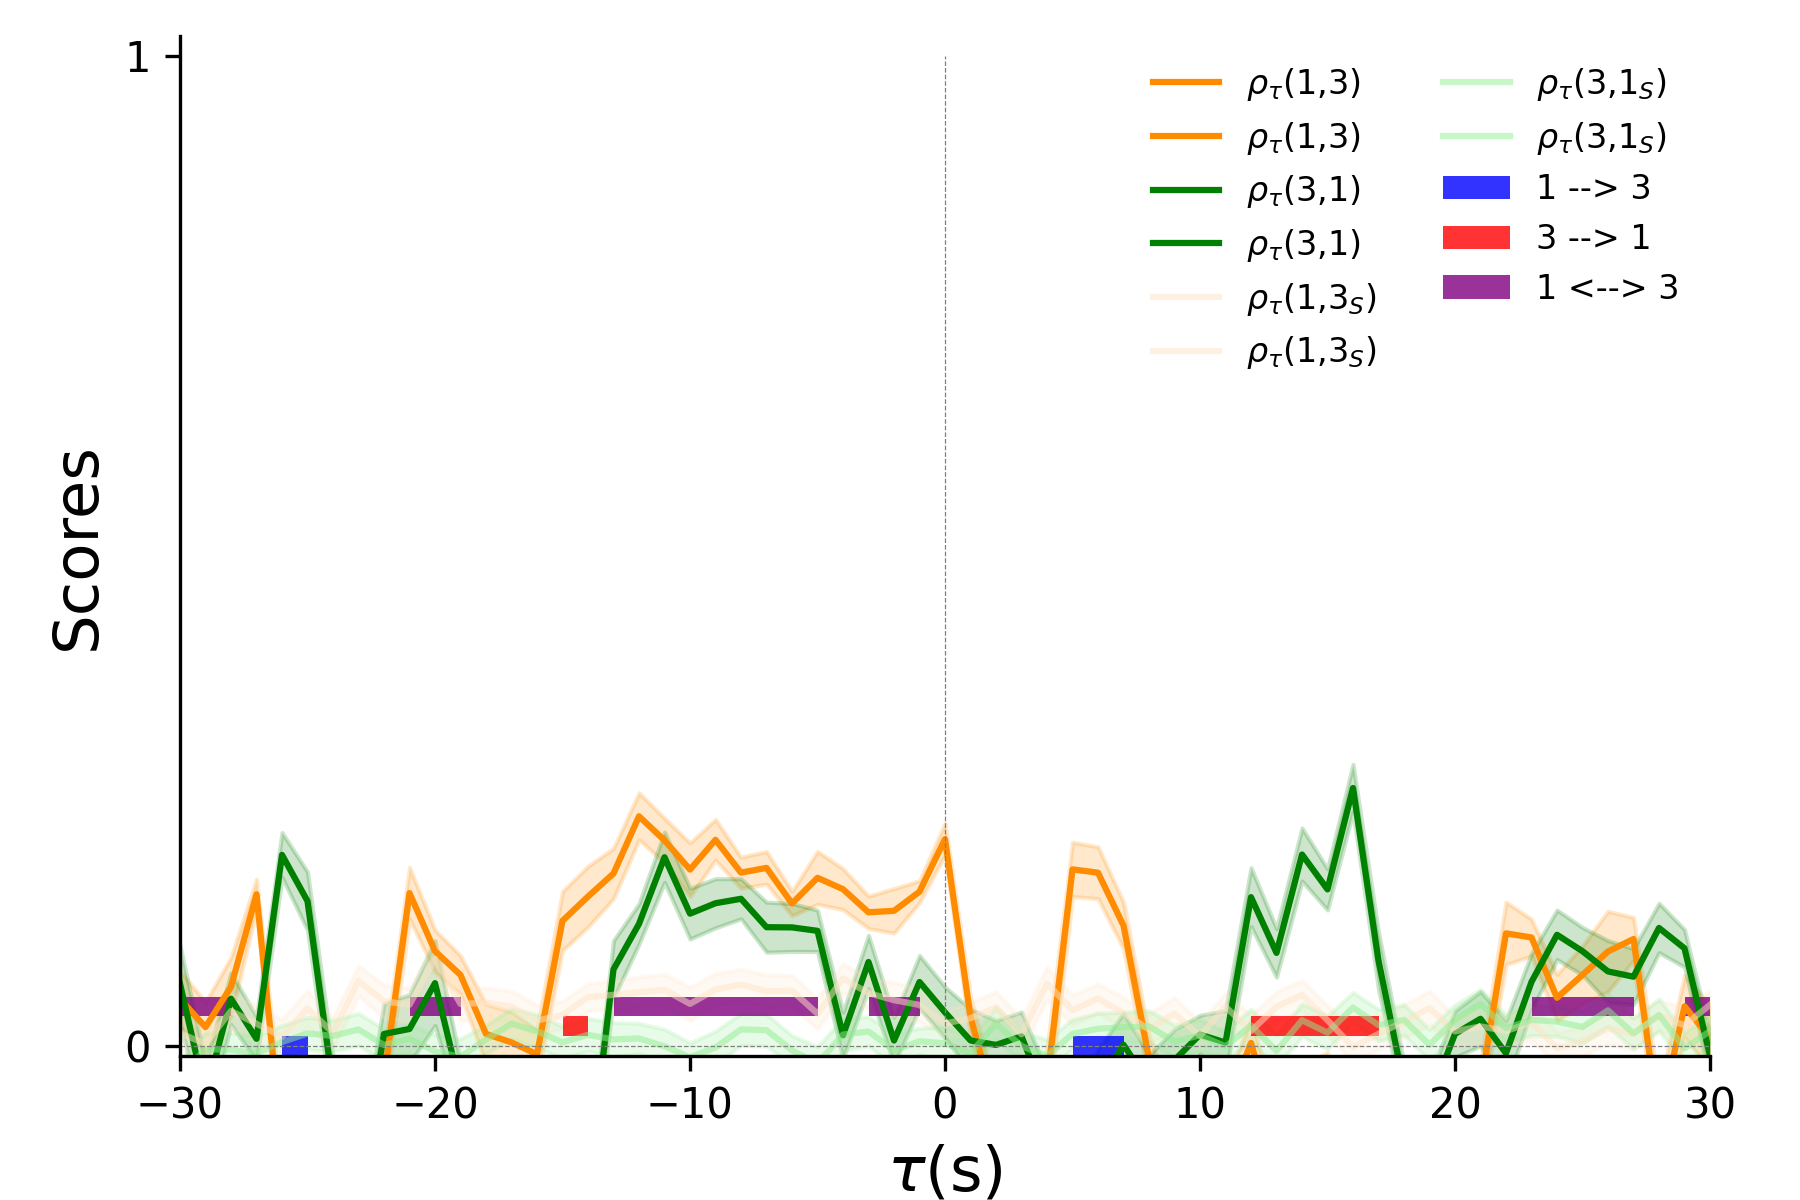 Scores
1
0
ρτ(1,3)
ρτ(1,3)
ρτ(3,1)
ρτ(3,1)
ρτ(1,3S)
ρτ(1,3S)
ρτ(3,1S)
ρτ(3,1S)
1 --> 3
3 --> 1
1 <--> 3
−30 −20 −10 0 10 20 30
τ(s)